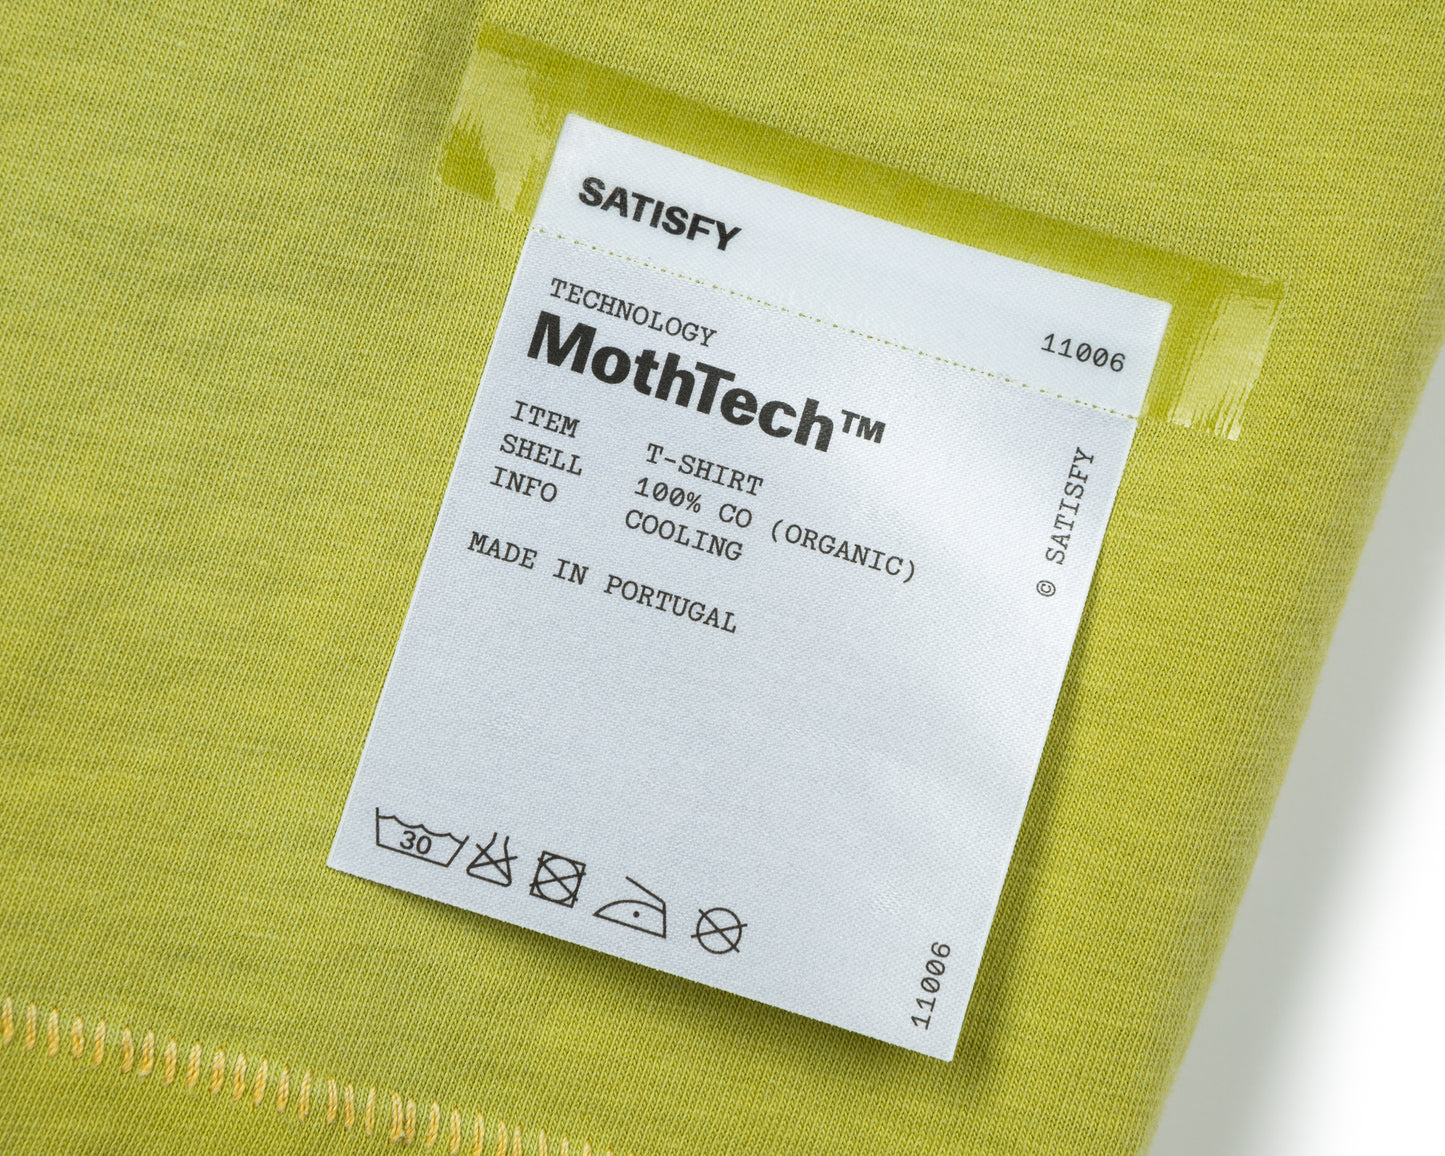 SATISFY
11006
TECHNOLOGY
MothTech™
ITEM T-SHIRT
SHELL 100% CO (ORGANIC)
INFO COOLING
MADE IN PORTUGAL
© SATISFY
30
11006